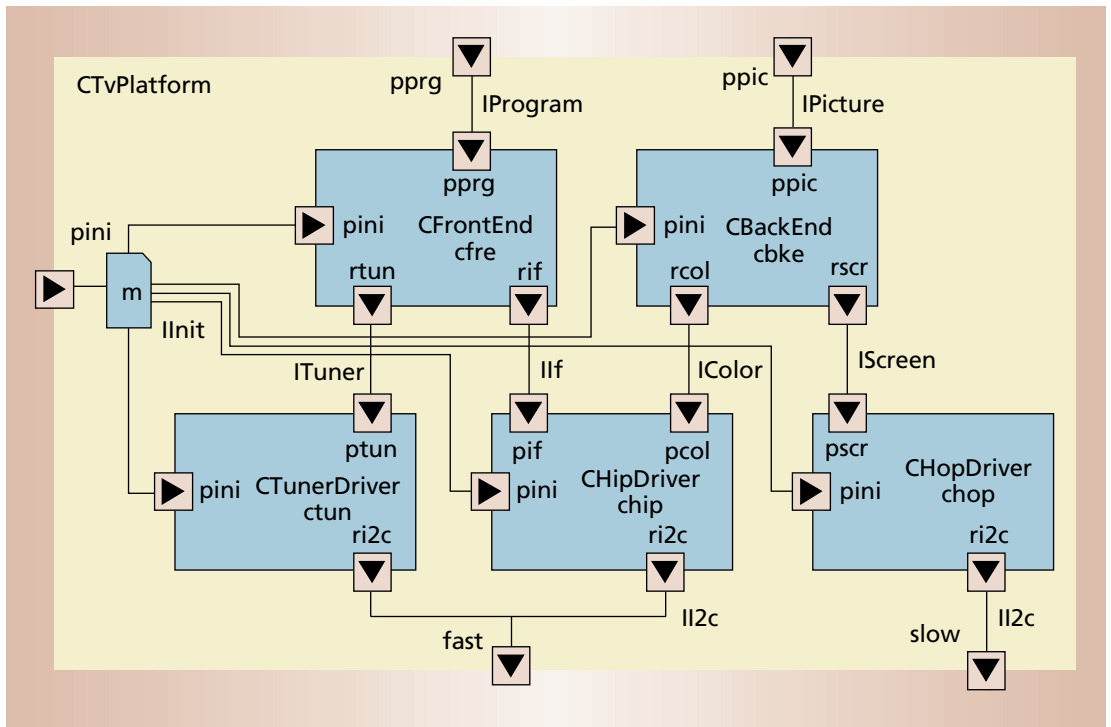 CTvPlatform
pprg
IProgram
ppic
IPicture
pprg
ppic
pini
CFrontEnd
cfre
rtun
rif
pini
CBackEnd
cbke
rcol
rscr
pini
m
IInit
ITuner
IIf
IColor
IScreen
ptun
pini
CTunerDriver
ctun
ri2c
pif
pcol
pini
CHipDriver
chip
ri2c
pscr
pini
CHopDriver
chop
ri2c
fast
II2c
slow
II2c